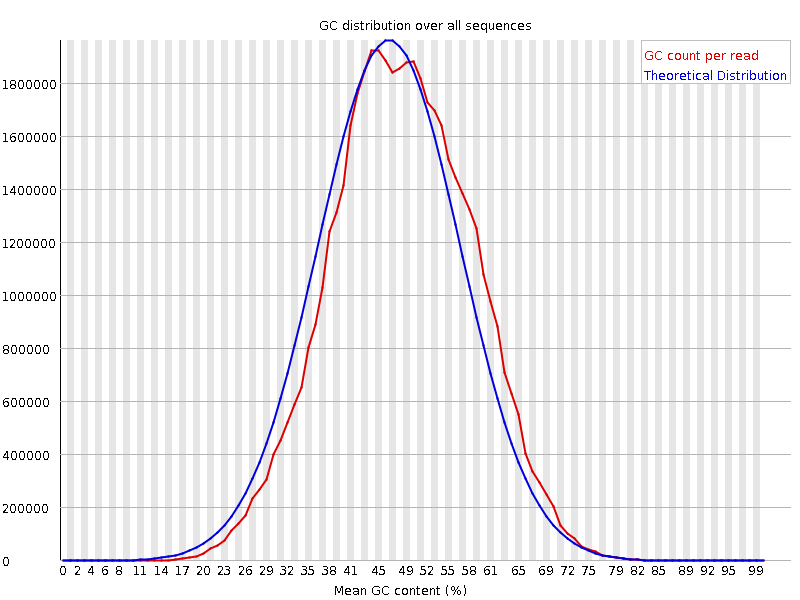 GC distribution over all sequences
GC count per read
Theoretical Distribution
1800000
1600000
1400000
1200000
1000000
800000
600000
400000
200000
0
0 2 4 6 8 11 14 17 20 23 26 29 32 35 38 41 45 49 52 55 58 61 65 69 72 75 79 82 85 89 92 95 99
Mean GC content (%)